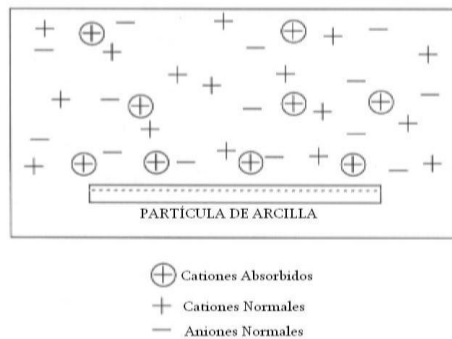 PARTÍCULA DE ARCILLA
Cationes Absorbidos
Cationes Normales
Aniones Normales